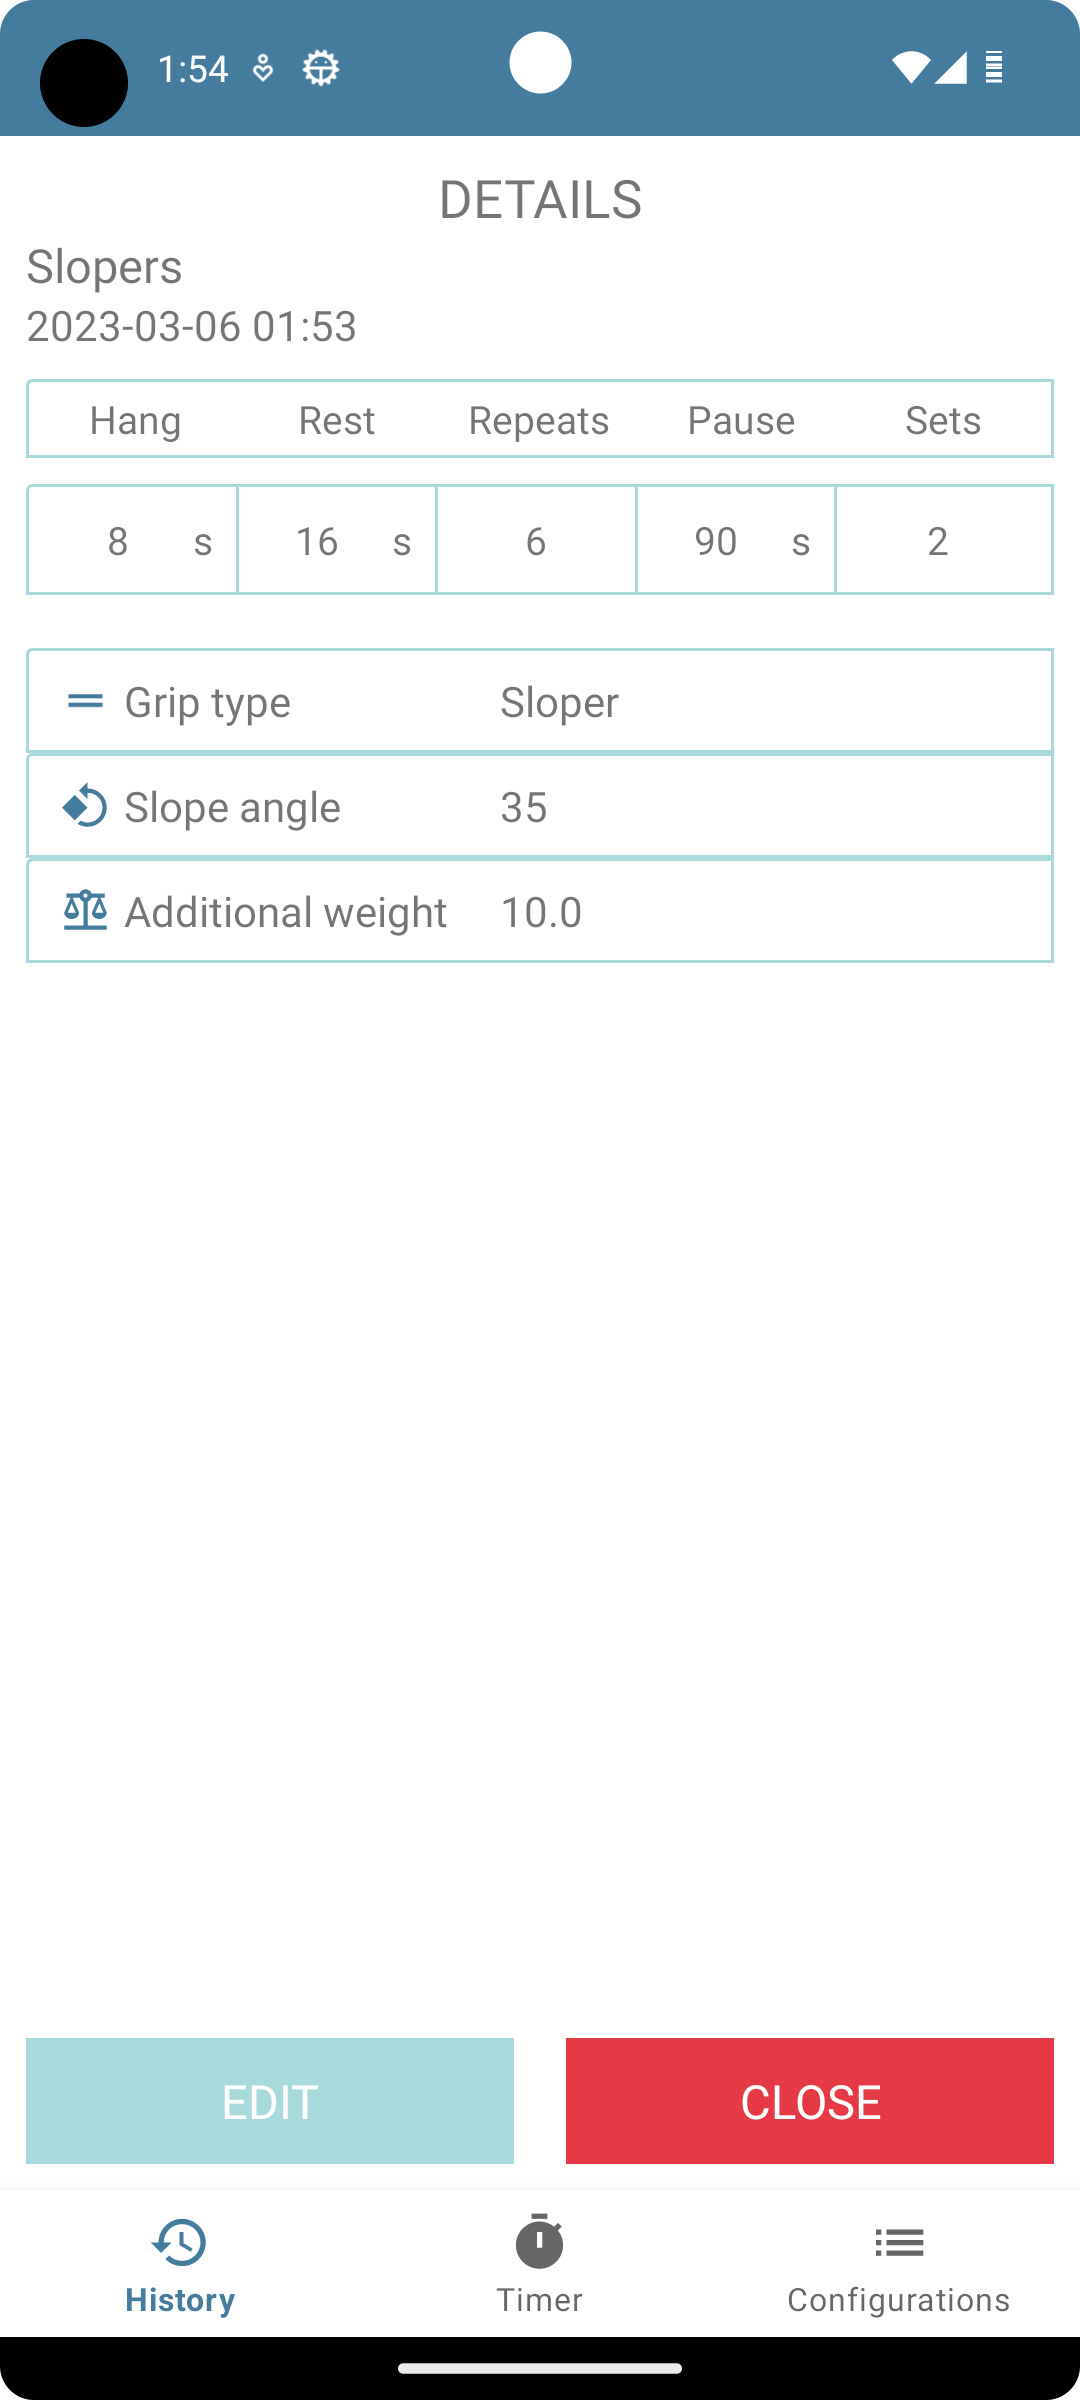 1:54
DETAILS
Slopers
2023-03-06 01:53
Hang Rest Repeats Pause Sets
8 s 16 s 6 90 s 2
Grip type Sloper
Slope angle 35
Additional weight 10.0
EDIT CLOSE
History Timer Configurations